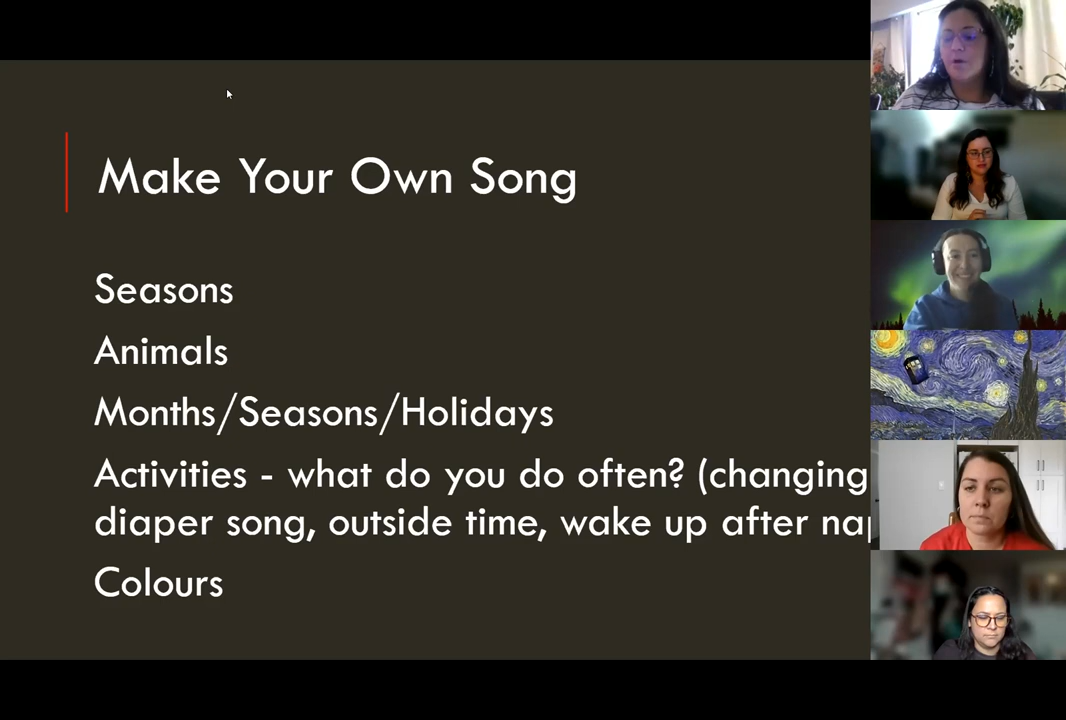 Make Your Own Song
Seasons
Animals
Months/Seasons/Holidays
Activities - what do you do often? (changing
diaper song, outside time, wake up after
Colours